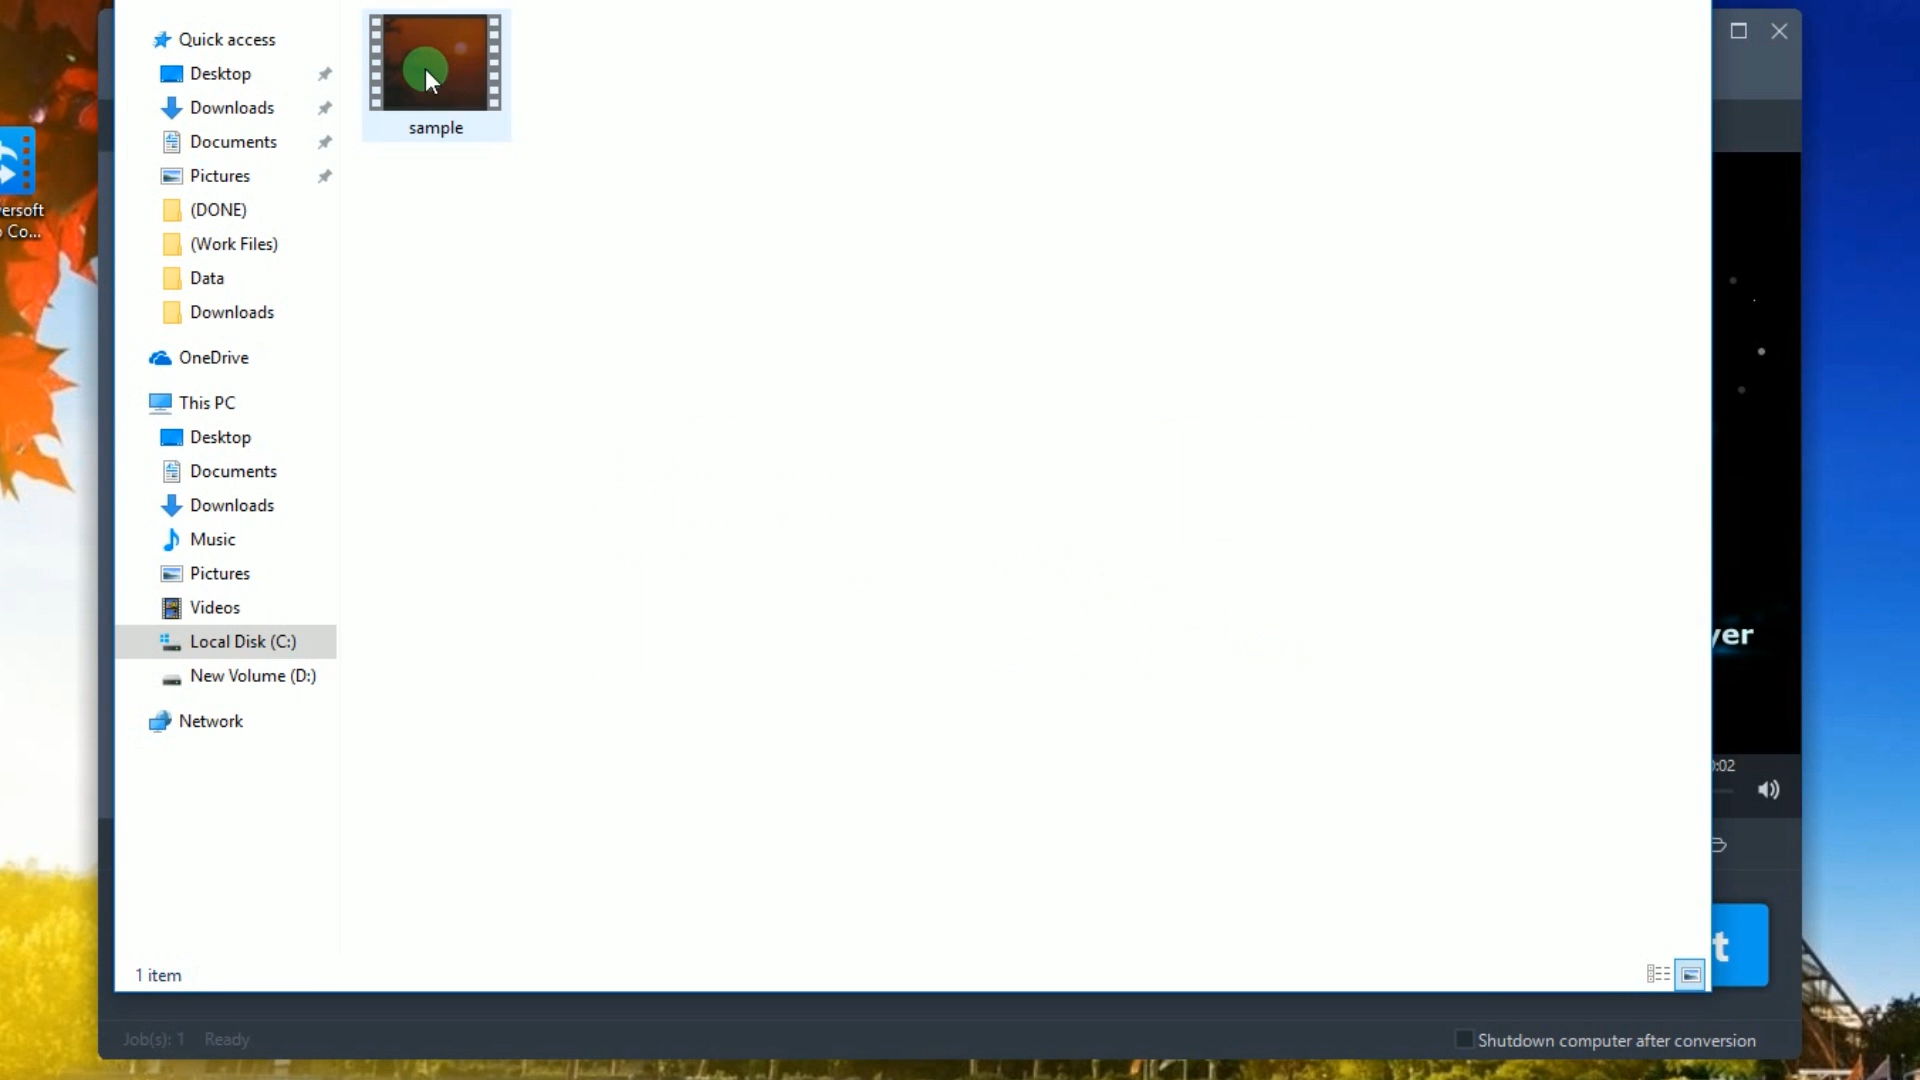 Quick access
Desktop
Downloads
Documents
Pictures
(DONE)
(Work Files)
Data
Downloads
OneDrive
This PC
Desktop
Documents
Downloads
Music
Pictures
Videos
Local Disk (C:)
New Volume (D:)
Network
sample
1 item
ersoft
Co...
yer
:02
t
Job(s): 1 Ready
Shutdown computer after conversion